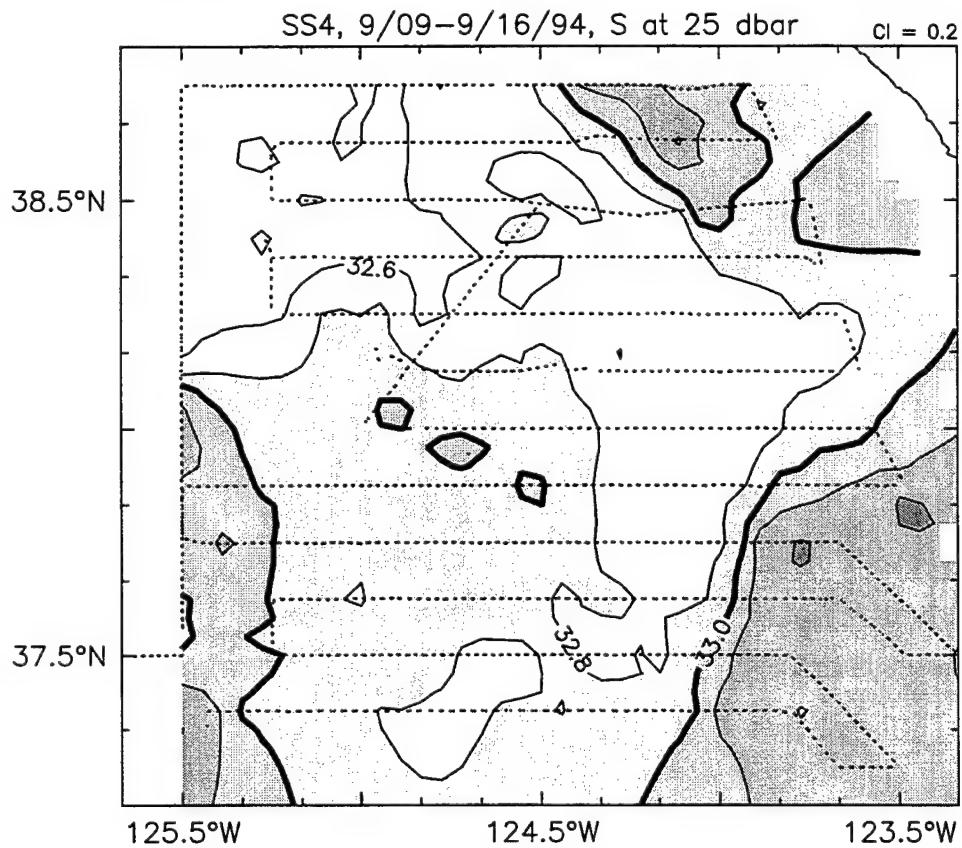 SS4, 9/09-9/16/94, S at 25 dbar
CI = 0.2
38.5°N
32.6
37.5°N
32.8
33.0
125.5°W
124.5°W
123.5°W